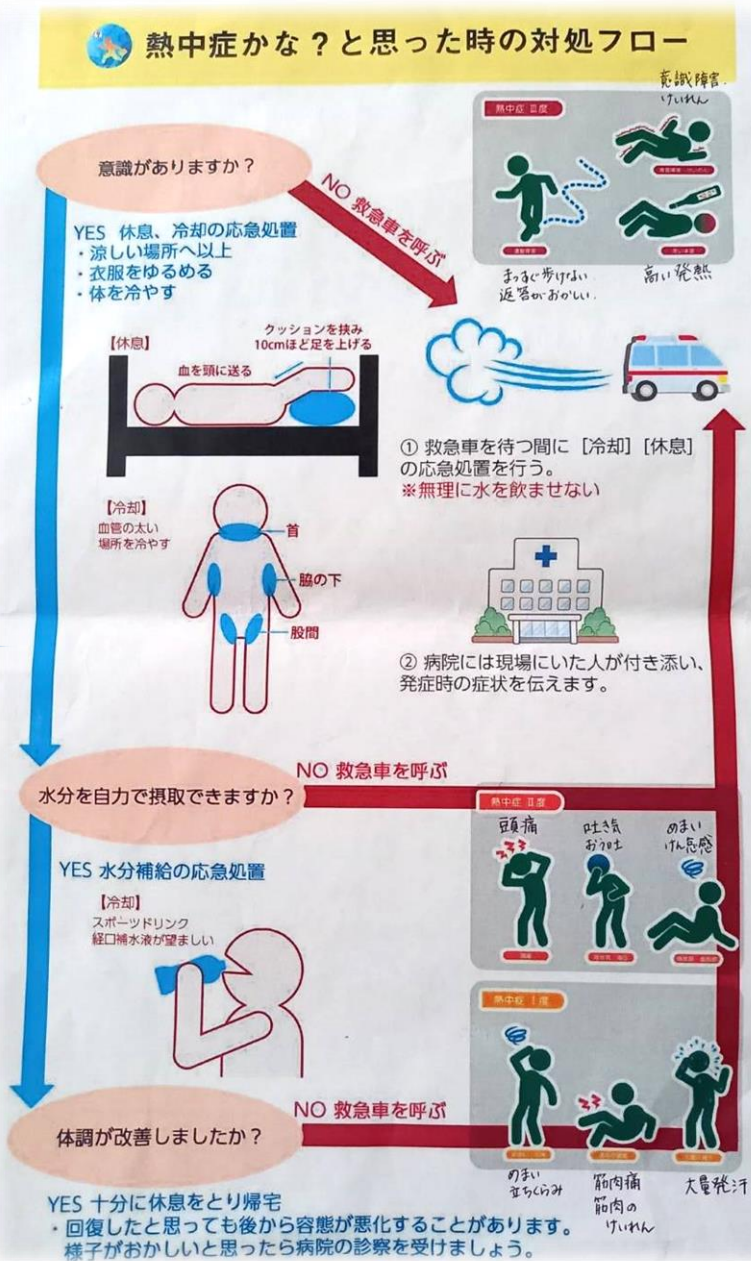 熱中症かな？と思った時の対処フロー
意識障害.
けいれん
熱中症 Ⅲ度
まっすぐ歩けない
返答がおかしい.
高い発熱
意識がありますか？
NO 救急車を呼ぶ
YES 休息、冷却の応急処置
・涼しい場所へ以上
・衣服をゆるめる
・体を冷やす
【休息】
クッションを挟み
10cmほど足を上げる
血を頭に送る
① 救急車を待つ間に［冷却］［休息］
の応急処置を行う。
※無理に水を飲ませない
【冷却】
血管の太い
場所を冷やす
首
脇の下
股間
② 病院には現場にいた人が付き添い、
発症時の症状を伝えます。
水分を自力で摂取できますか？
NO 救急車を呼ぶ
熱中症 Ⅱ度
頭痛
吐き気
おう吐
めまい
けん怠感
YES 水分補給の応急処置
【冷却】
スポーツドリンク
経口補水液が望ましい
熱中症 Ⅰ度
体調が改善しましたか？
NO 救急車を呼ぶ
めまい
立ちくらみ
筋肉痛
筋肉の
けいれん
大量発汗
YES 十分に休息をとり帰宅
・回復したと思っても後から容態が悪化することがあります。
様子がおかしいと思ったら病院の診察を受けましょう。